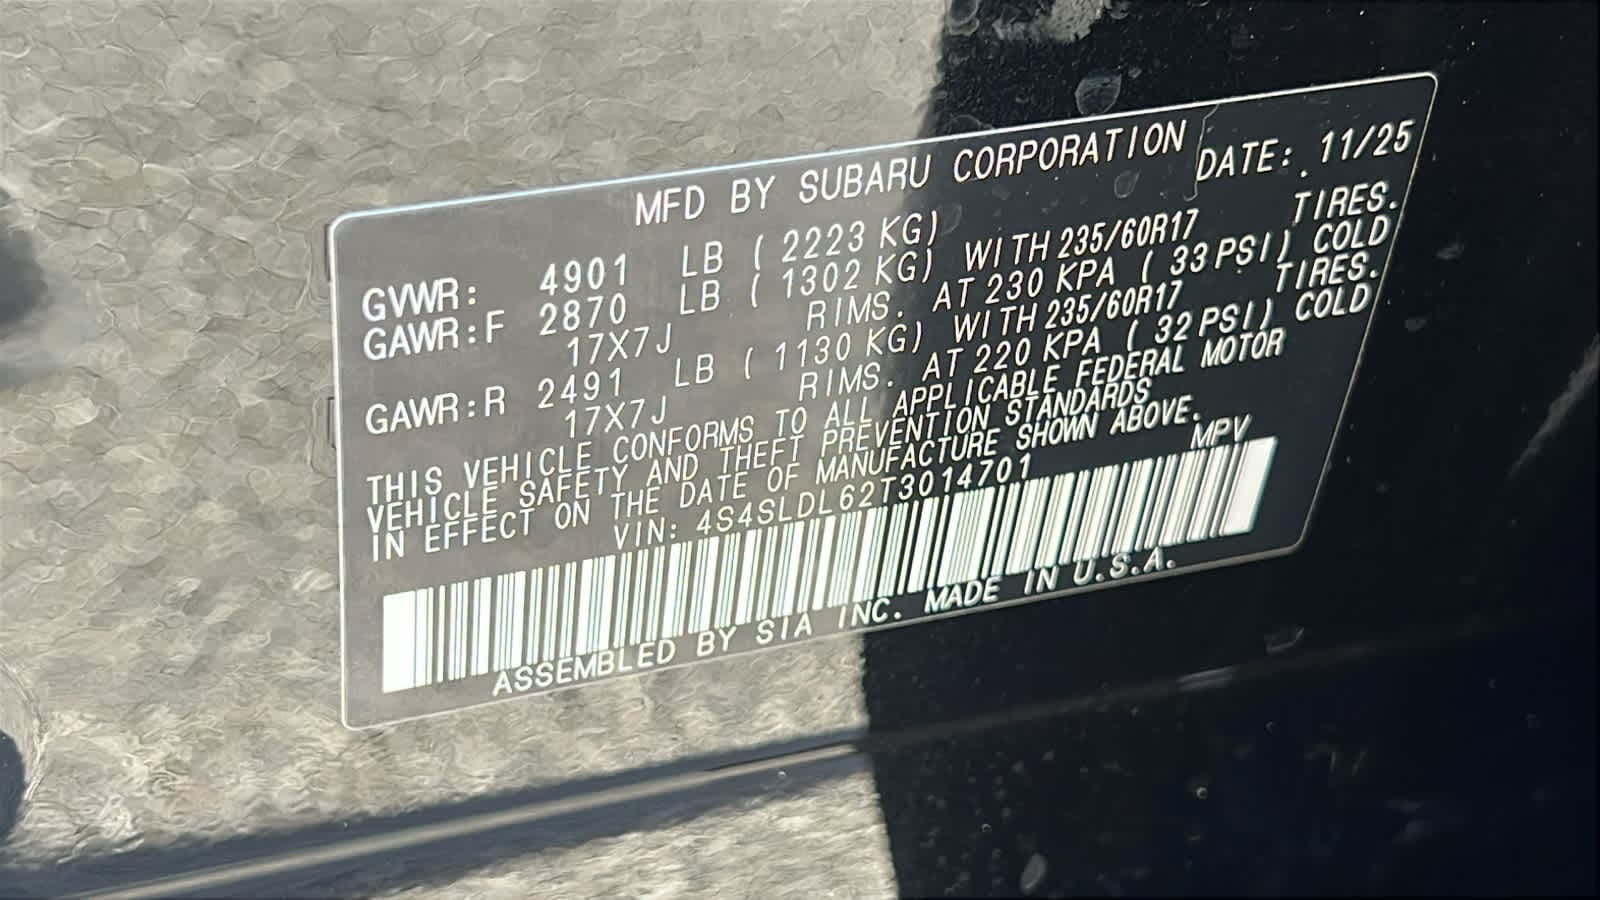 MFD BY SUBARU CORPORATION DATE: 11/25
GVWR: 4901 LB ( 2223 KG)
GAWR:F 2870 LB ( 1302 KG) WITH 235/60R17 TIRES.
17X7J RIMS. AT 230 KPA ( 33 PSI) COLD
GAWR:R 2491 LB ( 1130 KG) WITH 235/60R17 TIRES.
17X7J RIMS. AT 220 KPA ( 32 PSI) COLD
THIS VEHICLE CONFORMS TO ALL APPLICABLE FEDERAL MOTOR
VEHICLE SAFETY AND THEFT PREVENTION STANDARDS
IN EFFECT ON THE DATE OF MANUFACTURE SHOWN ABOVE.
VIN: 4S4SLDL62T3014701 MPV
ASSEMBLED BY SIA INC. MADE IN U.S.A.